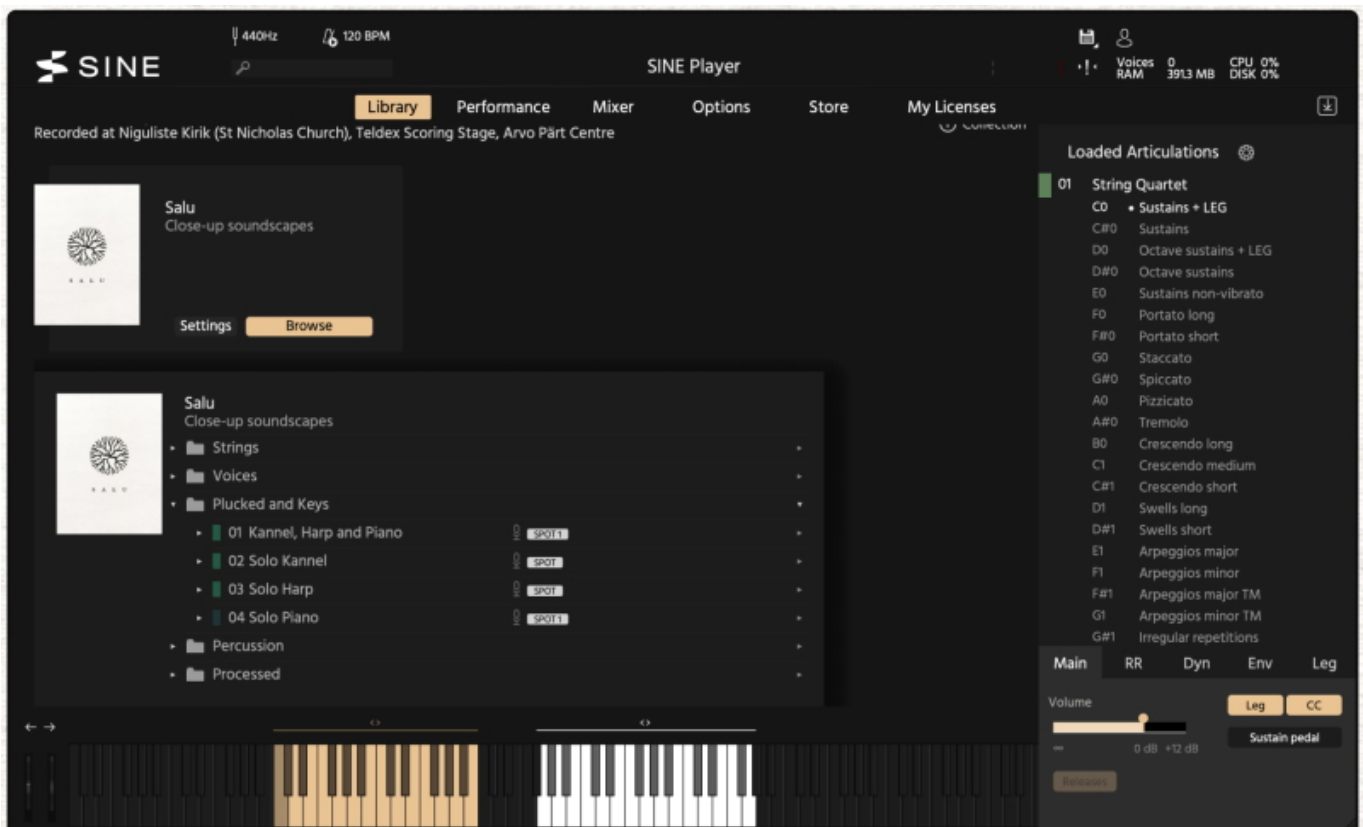 440Hz
120 BPM
SINE
SINE Player
Voices 0
RAM 391.3 MB
CPU 0%
DISK 0%
Library
Performance
Mixer
Options
Store
My Licenses
Recorded at Niguliste Kirik (St Nicholas Church), Teldex Scoring Stage, Arvo Pärt Centre
Collection
SALU
Salu
Close-up soundscapes
Settings
Browse
SALU
Salu
Close-up soundscapes
Strings
Voices
Plucked and Keys
01 Kannel, Harp and Piano SPOT 1
02 Solo Kannel SPOT
03 Solo Harp SPOT
04 Solo Piano SPOT 1
Percussion
Processed
Loaded Articulations
01 String Quartet
C0 • Sustains + LEG
C#0 Sustains
D0 Octave sustains + LEG
D#0 Octave sustains
E0 Sustains non-vibrato
F0 Portato long
F#0 Portato short
G0 Staccato
G#0 Spiccato
A0 Pizzicato
A#0 Tremolo
B0 Crescendo long
C1 Crescendo medium
C#1 Crescendo short
D1 Swells long
D#1 Swells short
E1 Arpeggios major
F1 Arpeggios minor
F#1 Arpeggios major TM
G1 Arpeggios minor TM
G#1 Irregular repetitions
Main
RR
Dyn
Env
Leg
Volume
Leg
CC
Sustain pedal
-∞ 0 dB +12 dB
Releases